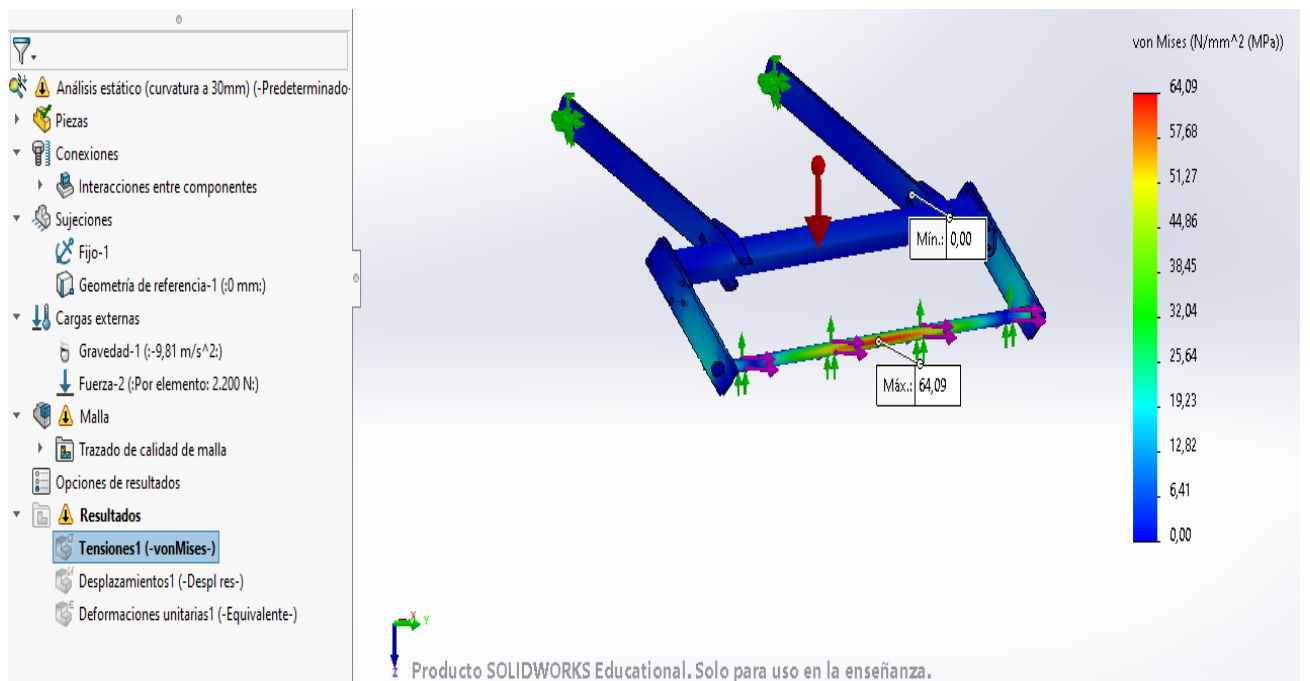 Análisis estático (curvatura a 30mm) (-Predeterminado-
Piezas
Conexiones
Interacciones entre componentes
Sujeciones
Fijo-1
Geometría de referencia-1 (:0 mm:)
Cargas externas
Gravedad-1 (:-9,81 m/s^2:)
Fuerza-2 (:Por elemento: 2.200 N:)
Malla
Trazado de calidad de malla
Opciones de resultados
Resultados
Tensiones1 (-vonMises-)
Desplazamientos1 (-Despl res-)
Deformaciones unitarias1 (-Equivalente-)
von Mises (N/mm^2 (MPa))
64,09
57,68
51,27
44,86
38,45
32,04
25,64
19,23
12,82
6,41
0,00
Mín.: 0,00
Máx.: 64,09
X
Y
Z
Producto SOLIDWORKS Educational. Solo para uso en la enseñanza.